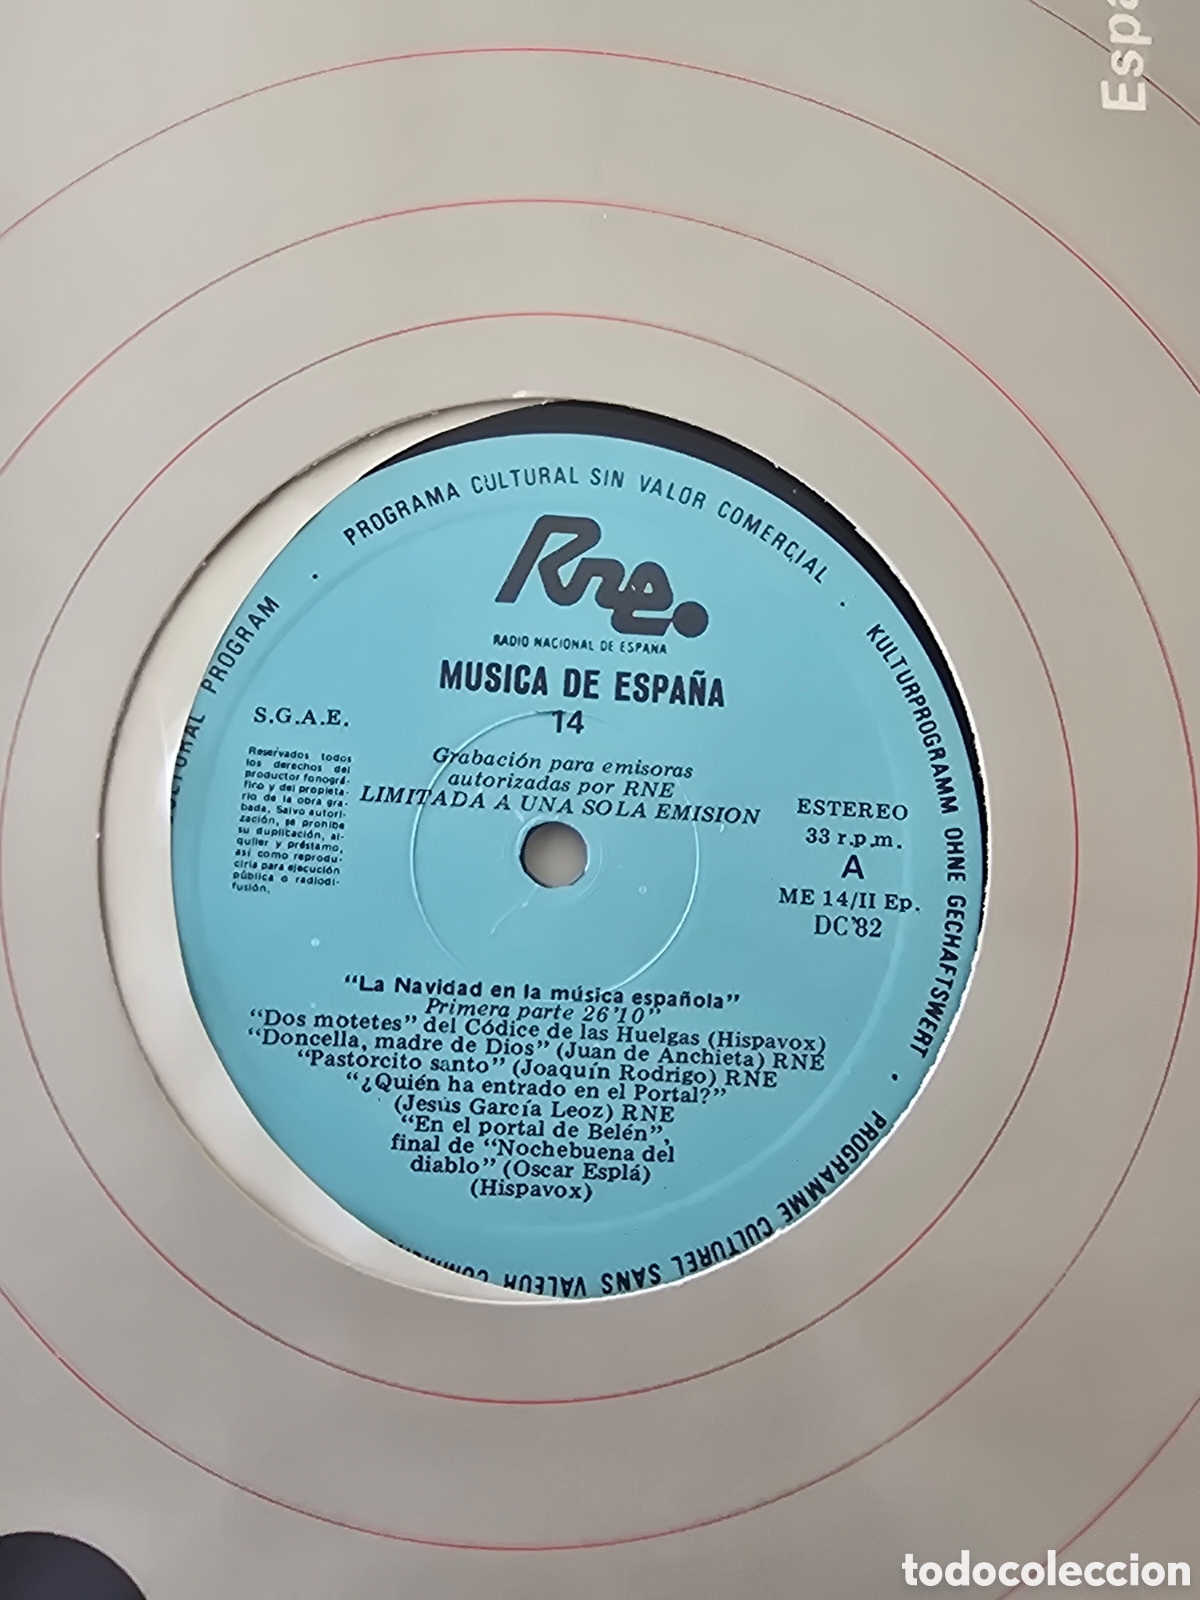 Espa
PROGRAMA CULTURAL SIN VALOR COMERCIAL ·
KULTURPROGRAMM OHNE GECHAFTSWERT ·
PROGRAMME CULTUREL SANS VALEUR
PROGRAM ·
Rne.
RADIO NACIONAL DE ESPAÑA
MUSICA DE ESPAÑA
14
S.G.A.E.
Grabación para emisoras
autorizadas por RNE
LIMITADA A UNA SOLA EMISION
Reservados todos
los derechos del
productor fonográ-
fino y del propieta-
rio de la obra gra-
bada. Salvo autori-
zación, se prohibe
su duplicación, al-
quiler y préstamo,
así como reprodu-
cirla para ejecución
pública o radiodi-
fusión.
ESTEREO
33 r.p.m.
A
ME 14/II Ep.
DC'82
"La Navidad en la música española"
Primera parte 26'10"
"Dos motetes" del Códice de las Huelgas (Hispavox)
"Doncella, madre de Dios" (Juan de Anchieta) RNE
"Pastorcito santo" (Joaquín Rodrigo) RNE
"¿Quién ha entrado en el Portal?"
(Jesús García Leoz) RNE
"En el portal de Belén",
final de "Nochebuena del
diablo" (Oscar Esplá)
(Hispavox)
todocoleccion